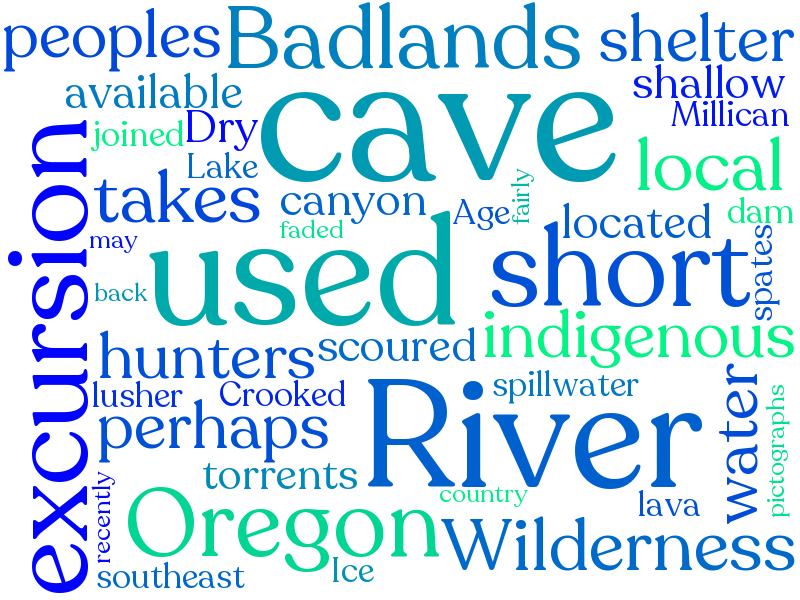 peoples
Badlands
shelter
available
shallow
joined
Dry
cave
Millican
Lake
local
takes
canyon
Age
fairly
dam
faded
located
may
excursion
back
used
short
spates
indigenous
hunters
scoured
lusher
Crooked
spillwater
perhaps
River
water
pictographs
torrents
country
lava
recently
Oregon
Wilderness
southeast
Ice